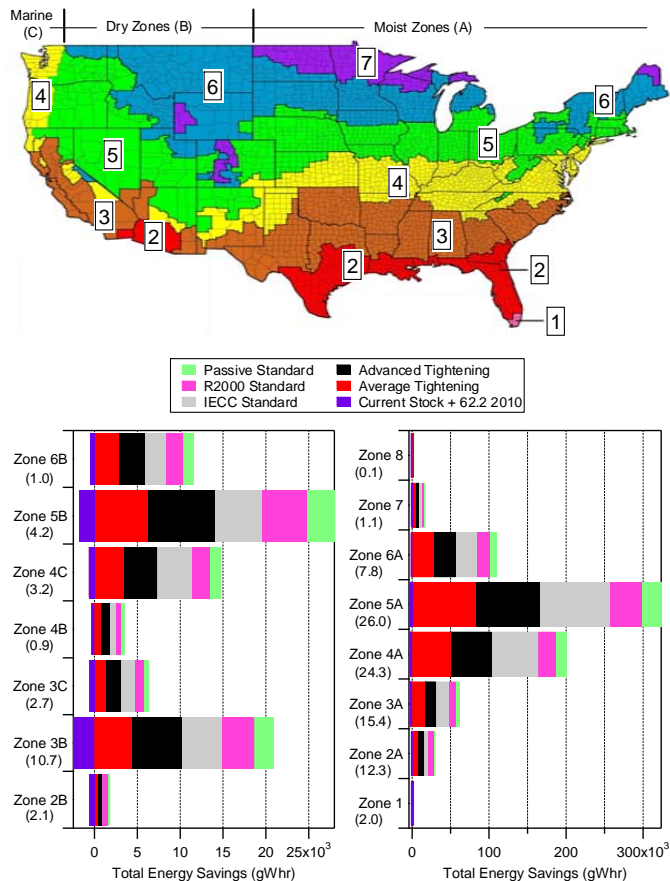 Marine (C) Dry Zones (B) Moist Zones (A)
7
6
4
6
5
5
4
3
2
3
2
2
1
Passive Standard Advanced Tightening
R2000 Standard Average Tightening
IECC Standard Current Stock + 62.2 2010
Zone 6B
(1.0)
Zone 5B
(4.2)
Zone 4C
(3.2)
Zone 4B
(0.9)
Zone 3C
(2.7)
Zone 3B
(10.7)
Zone 2B
(2.1)
0 5 10 15 20 25x10³
Total Energy Savings (gWhr)
Zone 8
(0.1)
Zone 7
(1.1)
Zone 6A
(7.8)
Zone 5A
(26.0)
Zone 4A
(24.3)
Zone 3A
(15.4)
Zone 2A
(12.3)
Zone 1
(2.0)
0 100 200 300x10³
Total Energy Savings (gWhr)